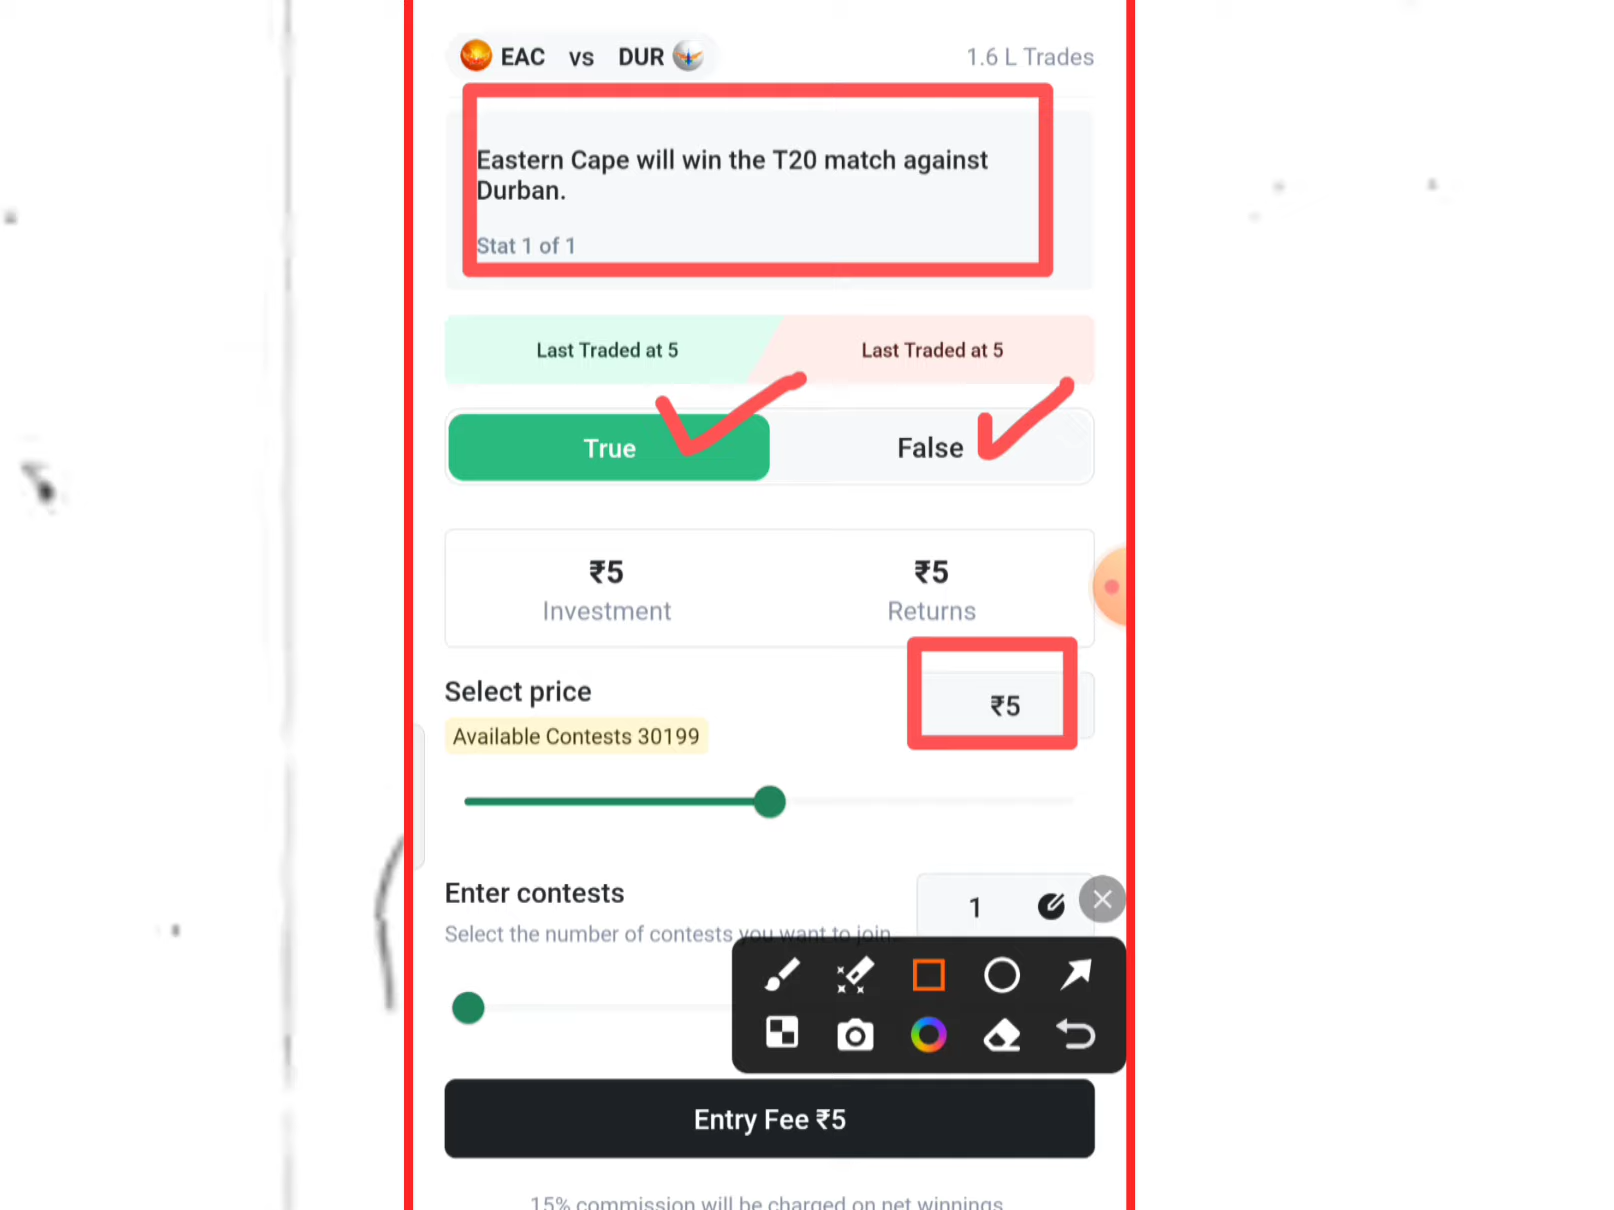 EAC vs DUR
1.6 L Trades
Eastern Cape will win the T20 match against
Durban.
Stat 1 of 1
Last Traded at 5
Last Traded at 5
True
False
₹5
₹5
Investment
Returns
Select price
₹5
Available Contests 30199
Enter contests
1
Select the number of contests you want to join.
Entry Fee ₹5
15% commission will be charged on net winnings